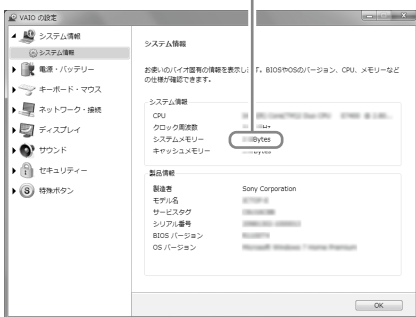 VAIO の設定
システム情報
システム情報
電源・バッテリー
キーボード・マウス
ネットワーク・接続
ディスプレイ
サウンド
セキュリティー
特殊ボタン
システム情報
お使いのバイオ固有の情報を表示します。BIOSやOSのバージョン、CPU、メモリーなど
の仕様が確認できます。
システム情報
CPU
クロック周波数 Hz
システムメモリー Bytes
キャッシュメモリー Bytes
製品情報
製造者 Sony Corporation
モデル名
サービスタグ
シリアル番号
BIOS バージョン
OS バージョン
OK